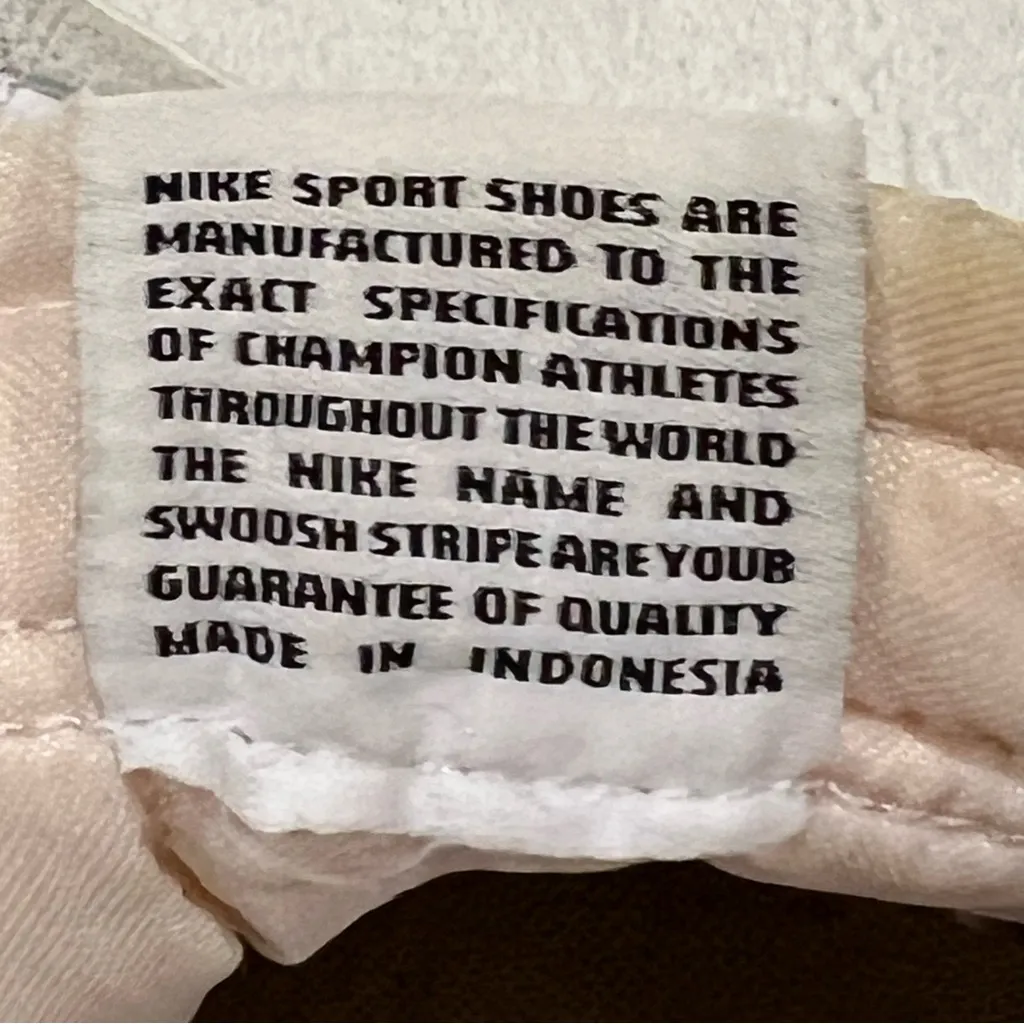 NIKE SPORT SHOES ARE
MANUFACTURED TO THE
EXACT SPECIFICATIONS
OF CHAMPION ATHLETES
THROUGHOUT THE WORLD
THE NIKE NAME AND
SWOOSH STRIPE ARE YOUR
GUARANTEE OF QUALITY
MADE IN INDONESIA